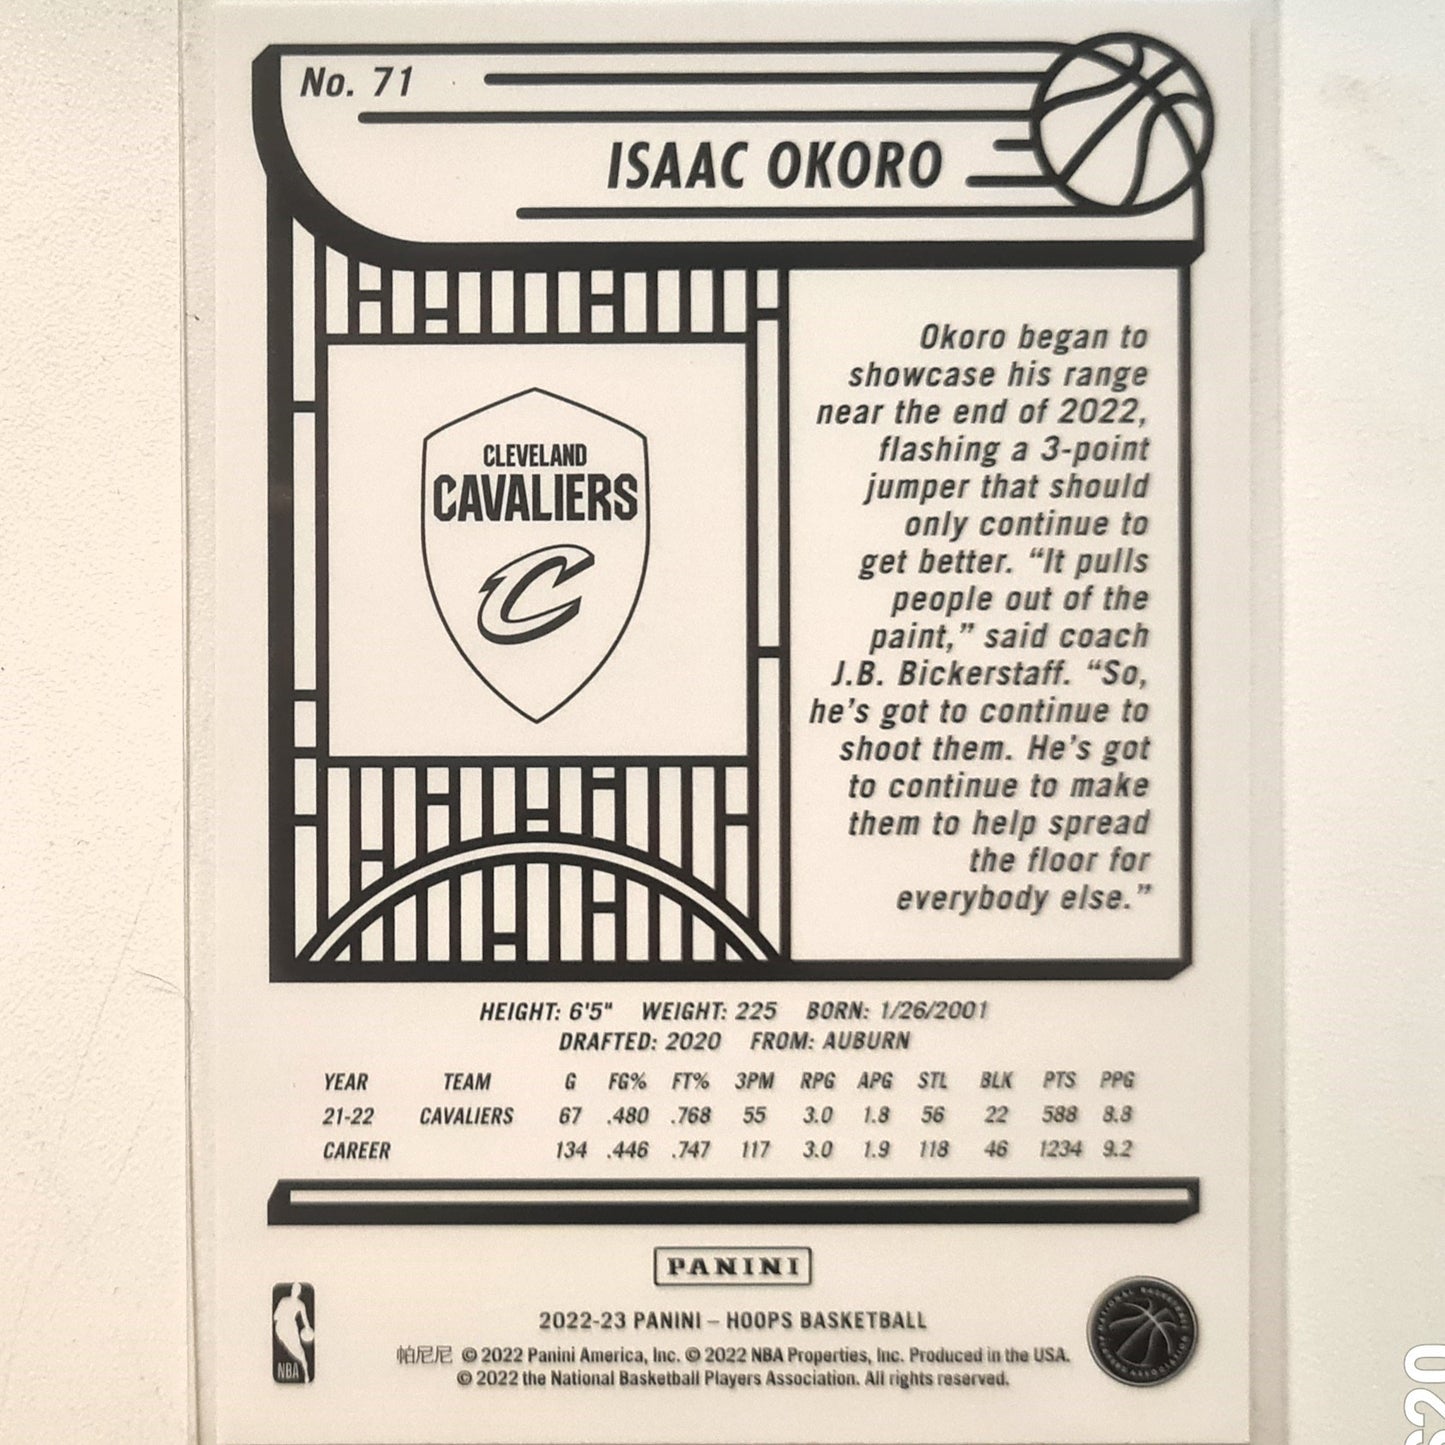 No. 71
ISAAC OKORO
CLEVELAND
CAVALIERS
C
Okoro began to
showcase his range
near the end of 2022,
flashing a 3-point
jumper that should
only continue to
get better. “It pulls
people out of the
paint,” said coach
J.B. Bickerstaff. “So,
he’s got to continue to
shoot them. He’s got
to continue to make
them to help spread
the floor for
everybody else.”
HEIGHT: 6'5" WEIGHT: 225 BORN: 1/26/2001
DRAFTED: 2020 FROM: AUBURN
YEAR TEAM G FG% FT% 3PM RPG APG STL BLK PTS PPG
21-22 CAVALIERS 67 .480 .768 55 3.0 1.8 56 22 588 8.8
CAREER 134 .446 .747 117 3.0 1.9 118 46 1234 9.2
PANINI
2022-23 PANINI – HOOPS BASKETBALL
帕尼尼 © 2022 Panini America, Inc. © 2022 NBA Properties, Inc. Produced in the USA.
© 2022 the National Basketball Players Association. All rights reserved.
NBA
NATIONAL BASKETBALL PLAYERS ASSOCIATION